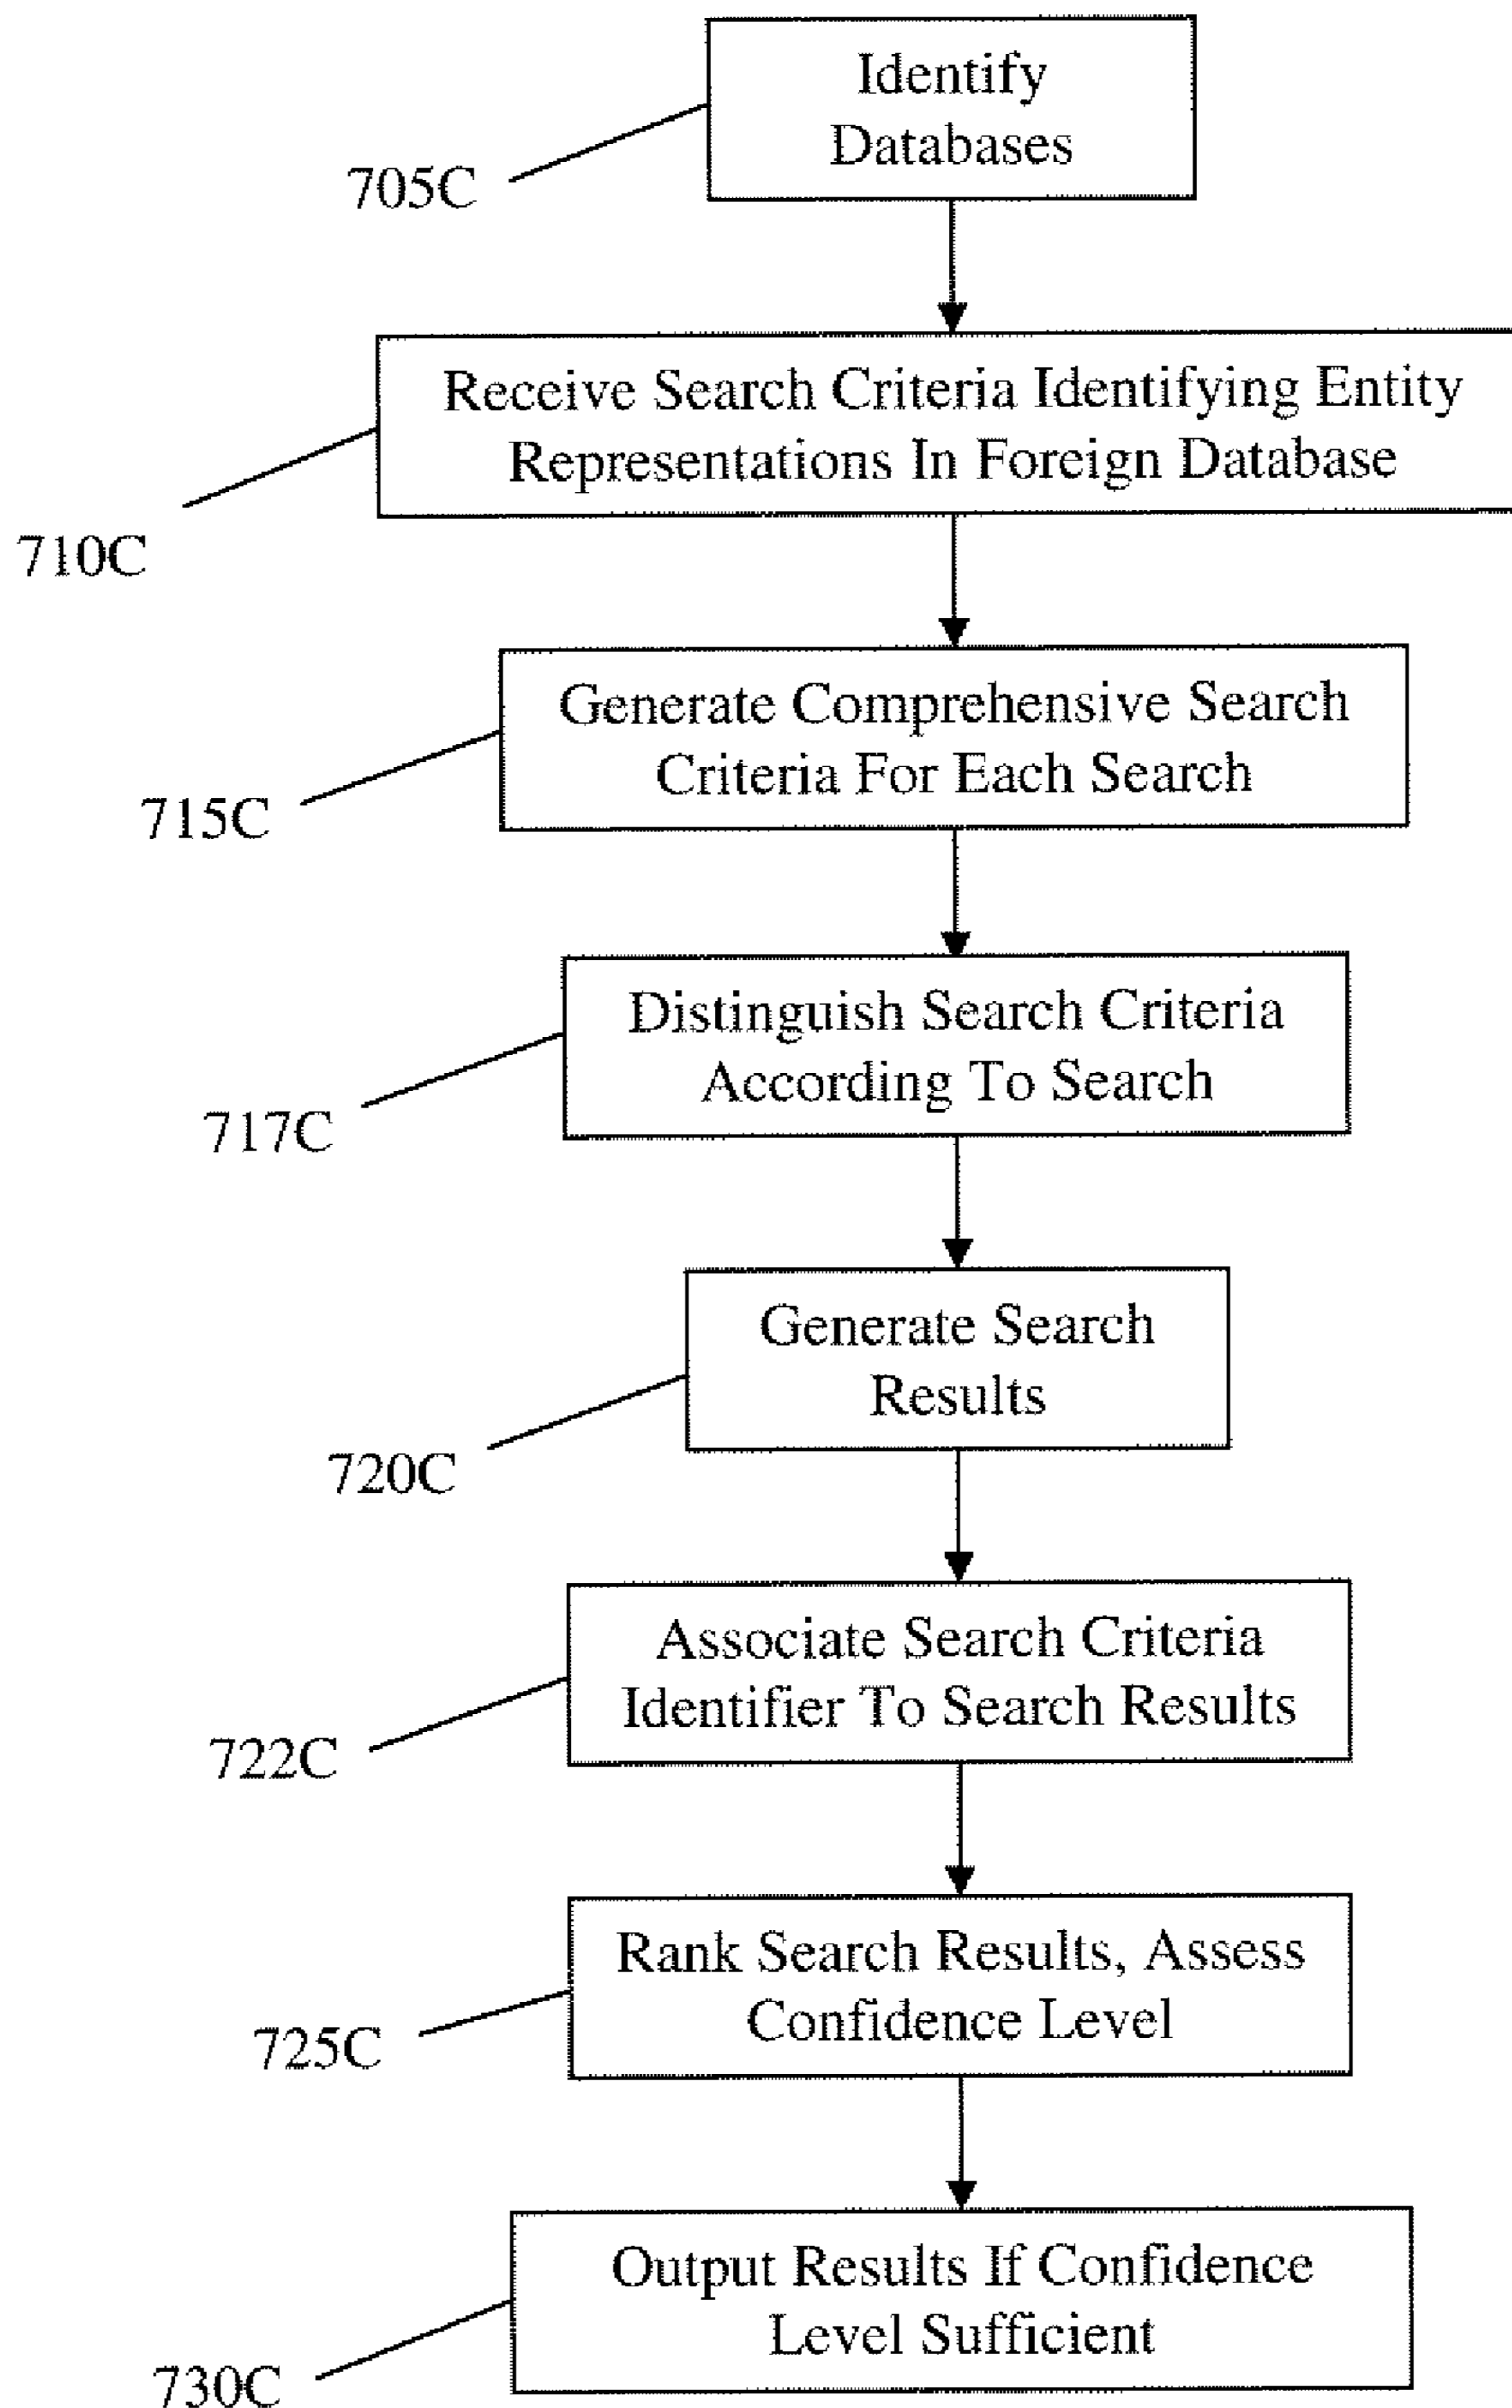 Identify
Databases
705C
Receive Search Criteria Identifying Entity
Representations In Foreign Database
710C
Generate Comprehensive Search
Criteria For Each Search
715C
Distinguish Search Criteria
According To Search
717C
Generate Search
Results
720C
Associate Search Criteria
Identifier To Search Results
722C
Rank Search Results, Assess
Confidence Level
725C
Output Results If Confidence
Level Sufficient
730C